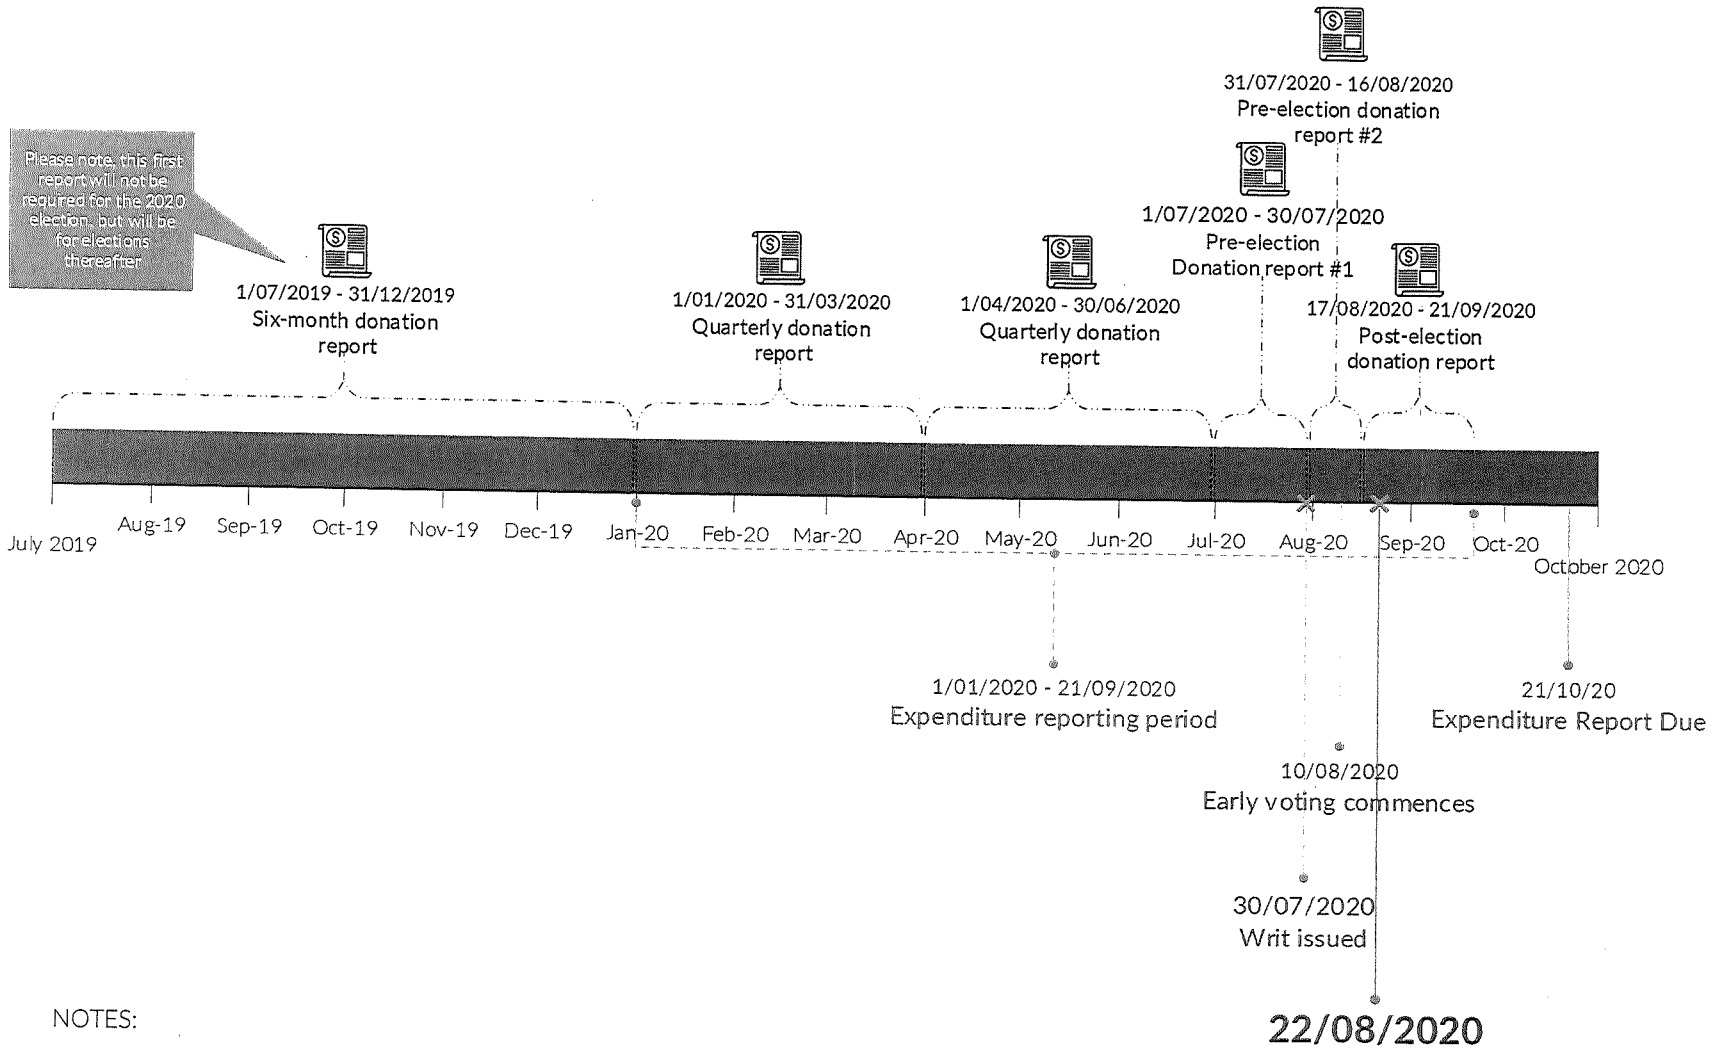 31/07/2020 - 16/08/2020
Pre-election donation
report #2
Please note, this first
report will not be
required for the 2020
election, but will be
for elections
thereafter
1/07/2020 - 30/07/2020
Pre-election
Donation report #1
1/07/2019 - 31/12/2019
Six-month donation
report
1/01/2020 - 31/03/2020
Quarterly donation
report
1/04/2020 - 30/06/2020
Quarterly donation
report
17/08/2020 - 21/09/2020
Post-election
donation report
July 2019
Aug-19
Sep-19
Oct-19
Nov-19
Dec-19
Jan-20
Feb-20
Mar-20
Apr-20
May-20
Jun-20
Jul-20
Aug-20
Sep-20
Oct-20
October 2020
1/01/2020 - 21/09/2020
Expenditure reporting period
21/10/20
Expenditure Report Due
10/08/2020
Early voting commences
30/07/2020
Writ issued
NOTES:
22/08/2020